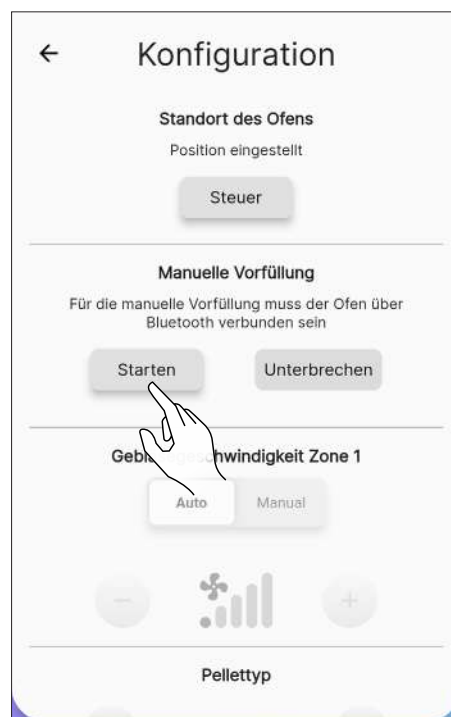 Konfiguration
Standort des Ofens
Position eingestellt
Steuer
Manuelle Vorfüllung
Für die manuelle Vorfüllung muss der Ofen über
Bluetooth verbunden sein
Starten Unterbrechen
Zone 1
Auto Manual
Pellettyp